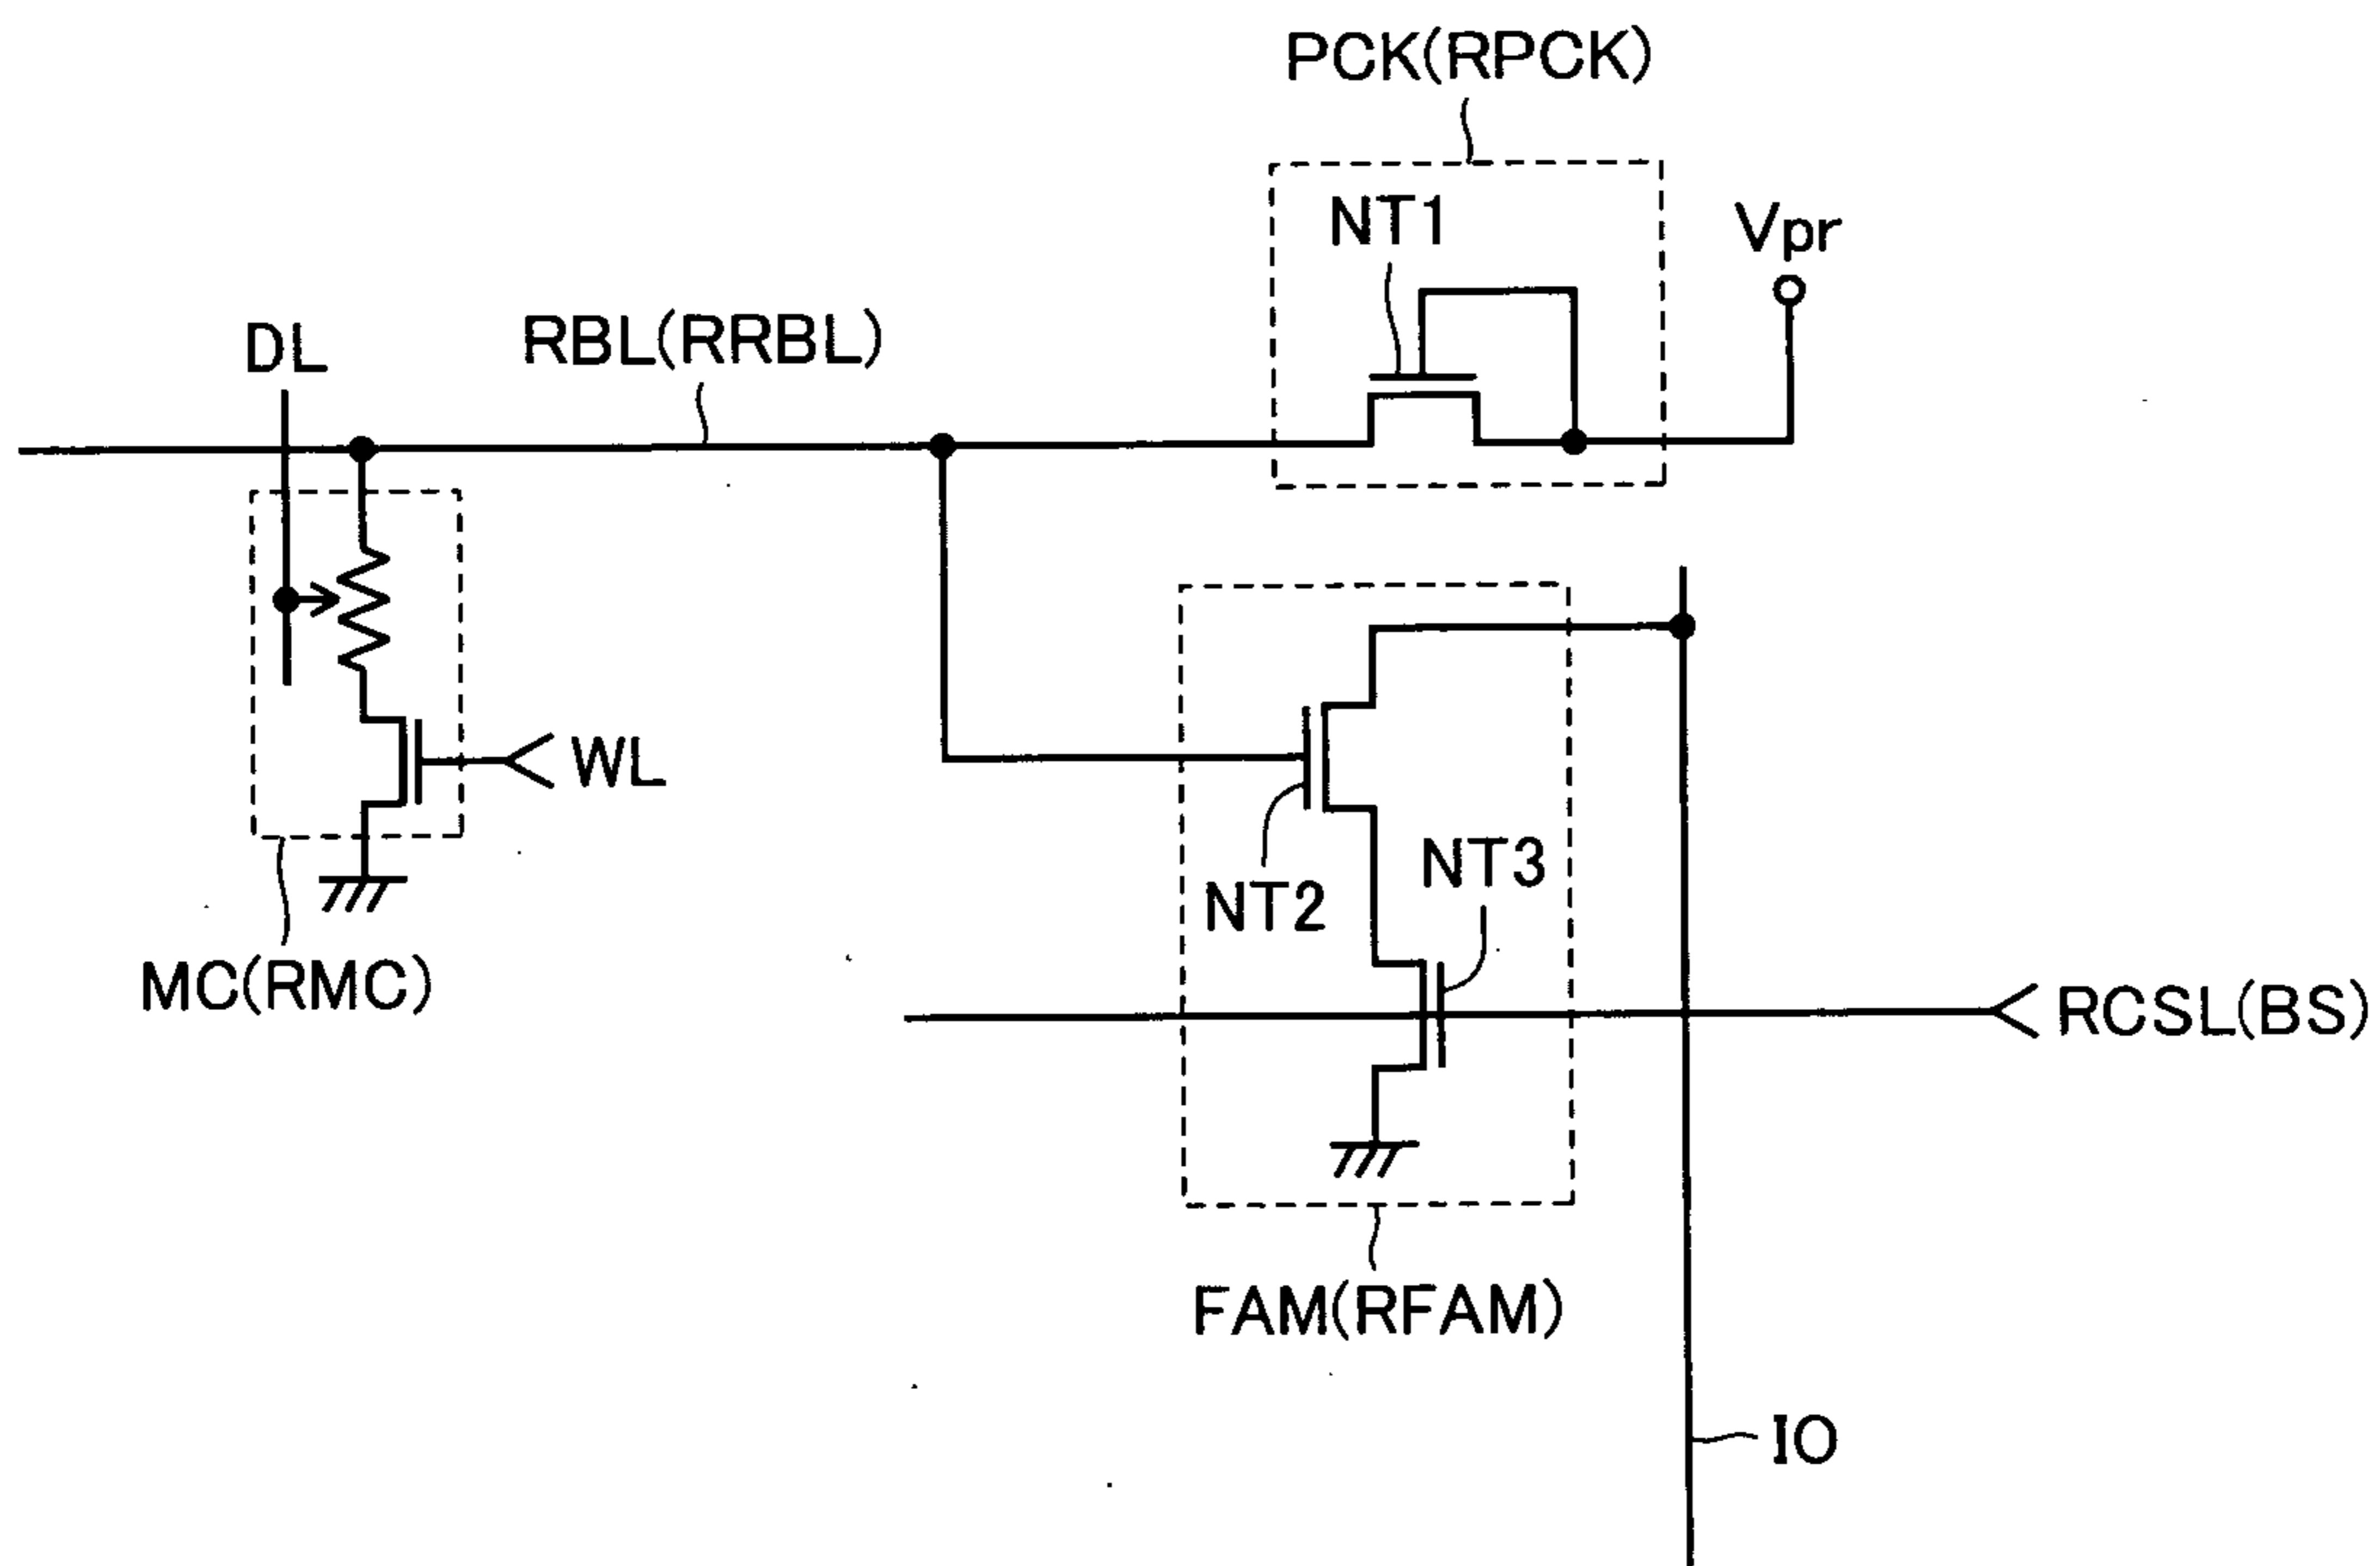 PCK(RPCK)
NT1
Vpr
DL
RBL(RRBL)
WL
NT2
NT3
MC(RMC)
RCSL(BS)
FAM(RFAM)
IO